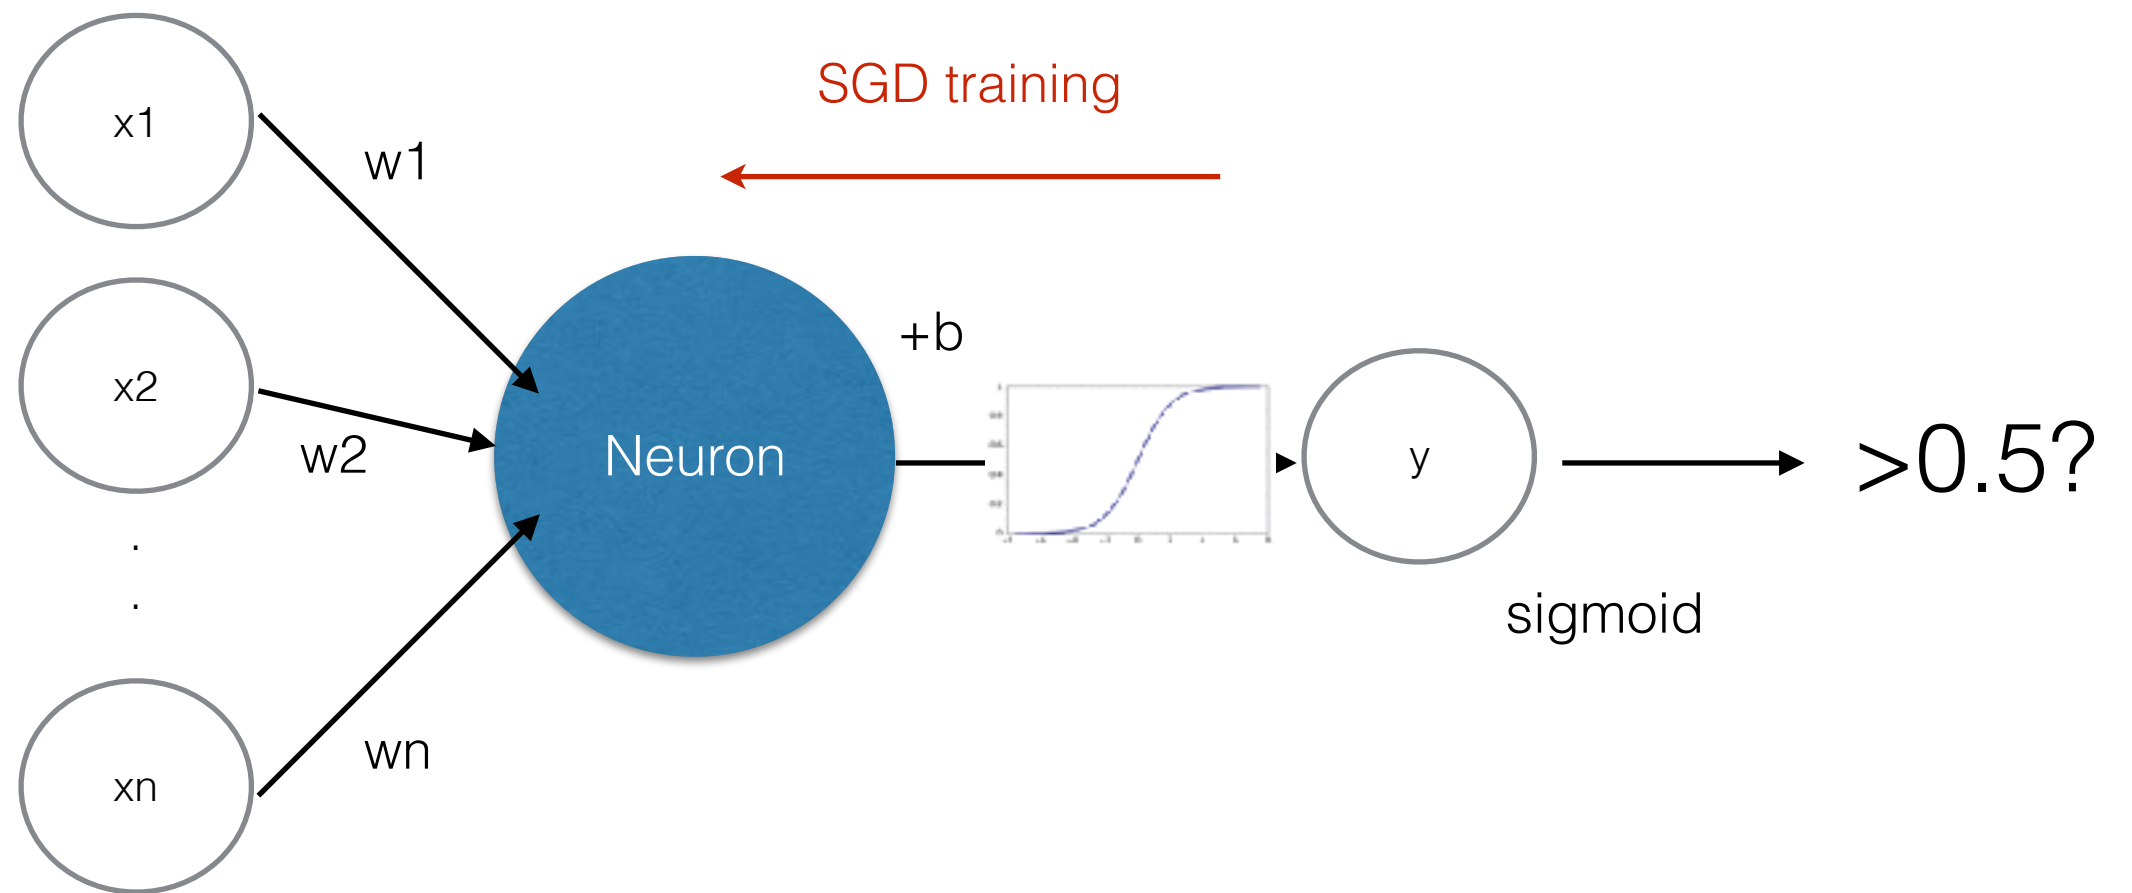 x1
w1
SGD training
x2
w2
Neuron
+b
y
>0.5?
sigmoid
.
.
xn
wn